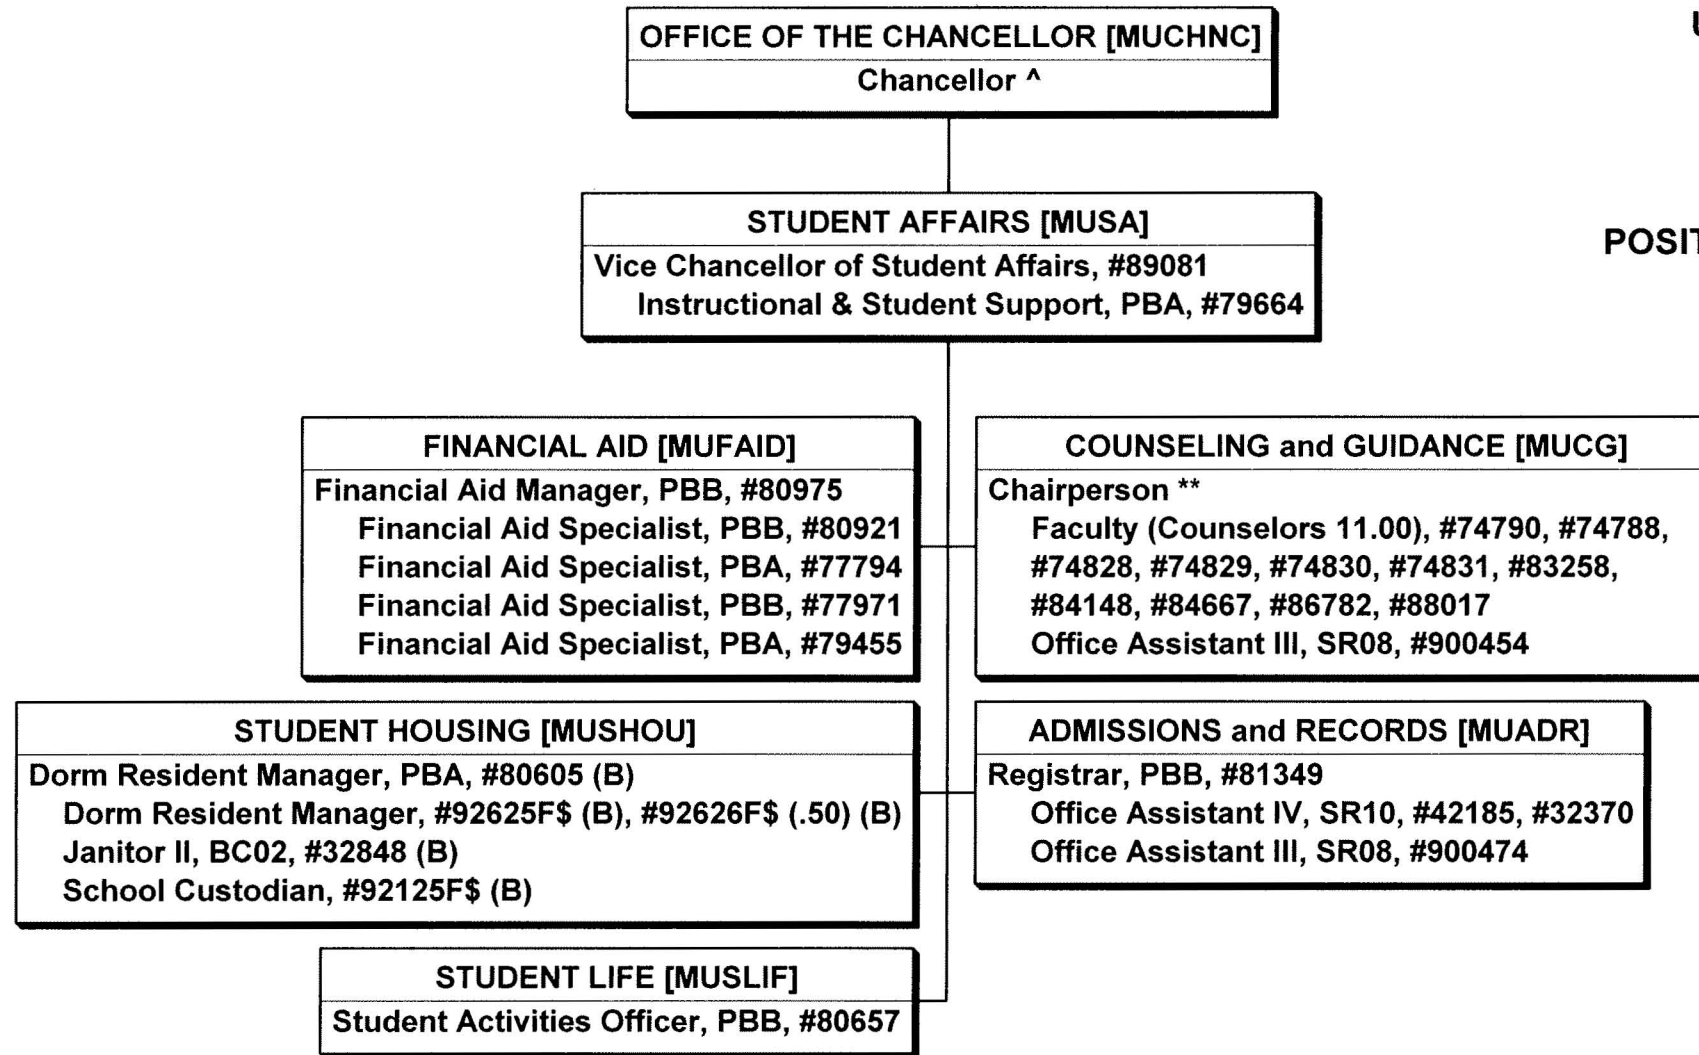 OFFICE OF THE CHANCELLOR [MUCHNC]
Chancellor ^
U
STUDENT AFFAIRS [MUSA]
Vice Chancellor of Student Affairs, #89081
Instructional & Student Support, PBA, #79664
POSIT
FINANCIAL AID [MUFAID]
Financial Aid Manager, PBB, #80975
Financial Aid Specialist, PBB, #80921
Financial Aid Specialist, PBA, #77794
Financial Aid Specialist, PBB, #77971
Financial Aid Specialist, PBA, #79455
COUNSELING and GUIDANCE [MUCG]
Chairperson **
Faculty (Counselors 11.00), #74790, #74788,
#74828, #74829, #74830, #74831, #83258,
#84148, #84667, #86782, #88017
Office Assistant III, SR08, #900454
STUDENT HOUSING [MUSHOU]
Dorm Resident Manager, PBA, #80605 (B)
Dorm Resident Manager, #92625F$ (B), #92626F$ (.50) (B)
Janitor II, BC02, #32848 (B)
School Custodian, #92125F$ (B)
ADMISSIONS and RECORDS [MUADR]
Registrar, PBB, #81349
Office Assistant IV, SR10, #42185, #32370
Office Assistant III, SR08, #900474
STUDENT LIFE [MUSLIF]
Student Activities Officer, PBB, #80657